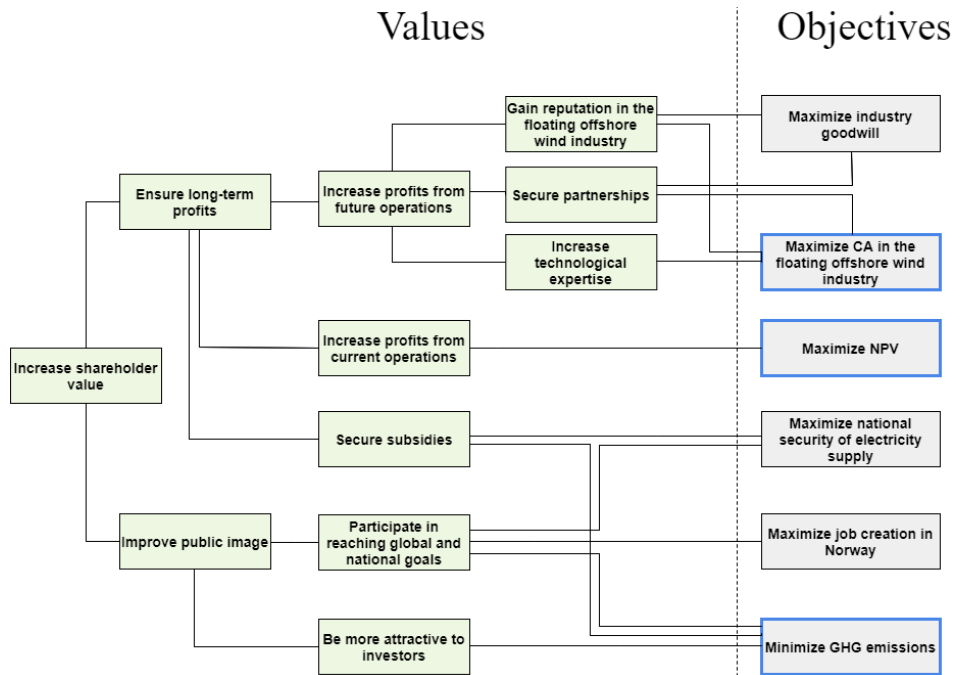 Values
Objectives
Gain reputation in the
floating offshore
wind industry
Maximize industry
goodwill
Ensure long-term
profits
Increase profits from
future operations
Secure partnerships
Increase
technological
expertise
Maximize CA in the
floating offshore wind
industry
Increase shareholder
value
Increase profits from
current operations
Maximize NPV
Secure subsidies
Maximize national
security of electricity
supply
Improve public image
Participate in
reaching global and
national goals
Maximize job creation in
Norway
Be more attractive to
investors
Minimize GHG emissions